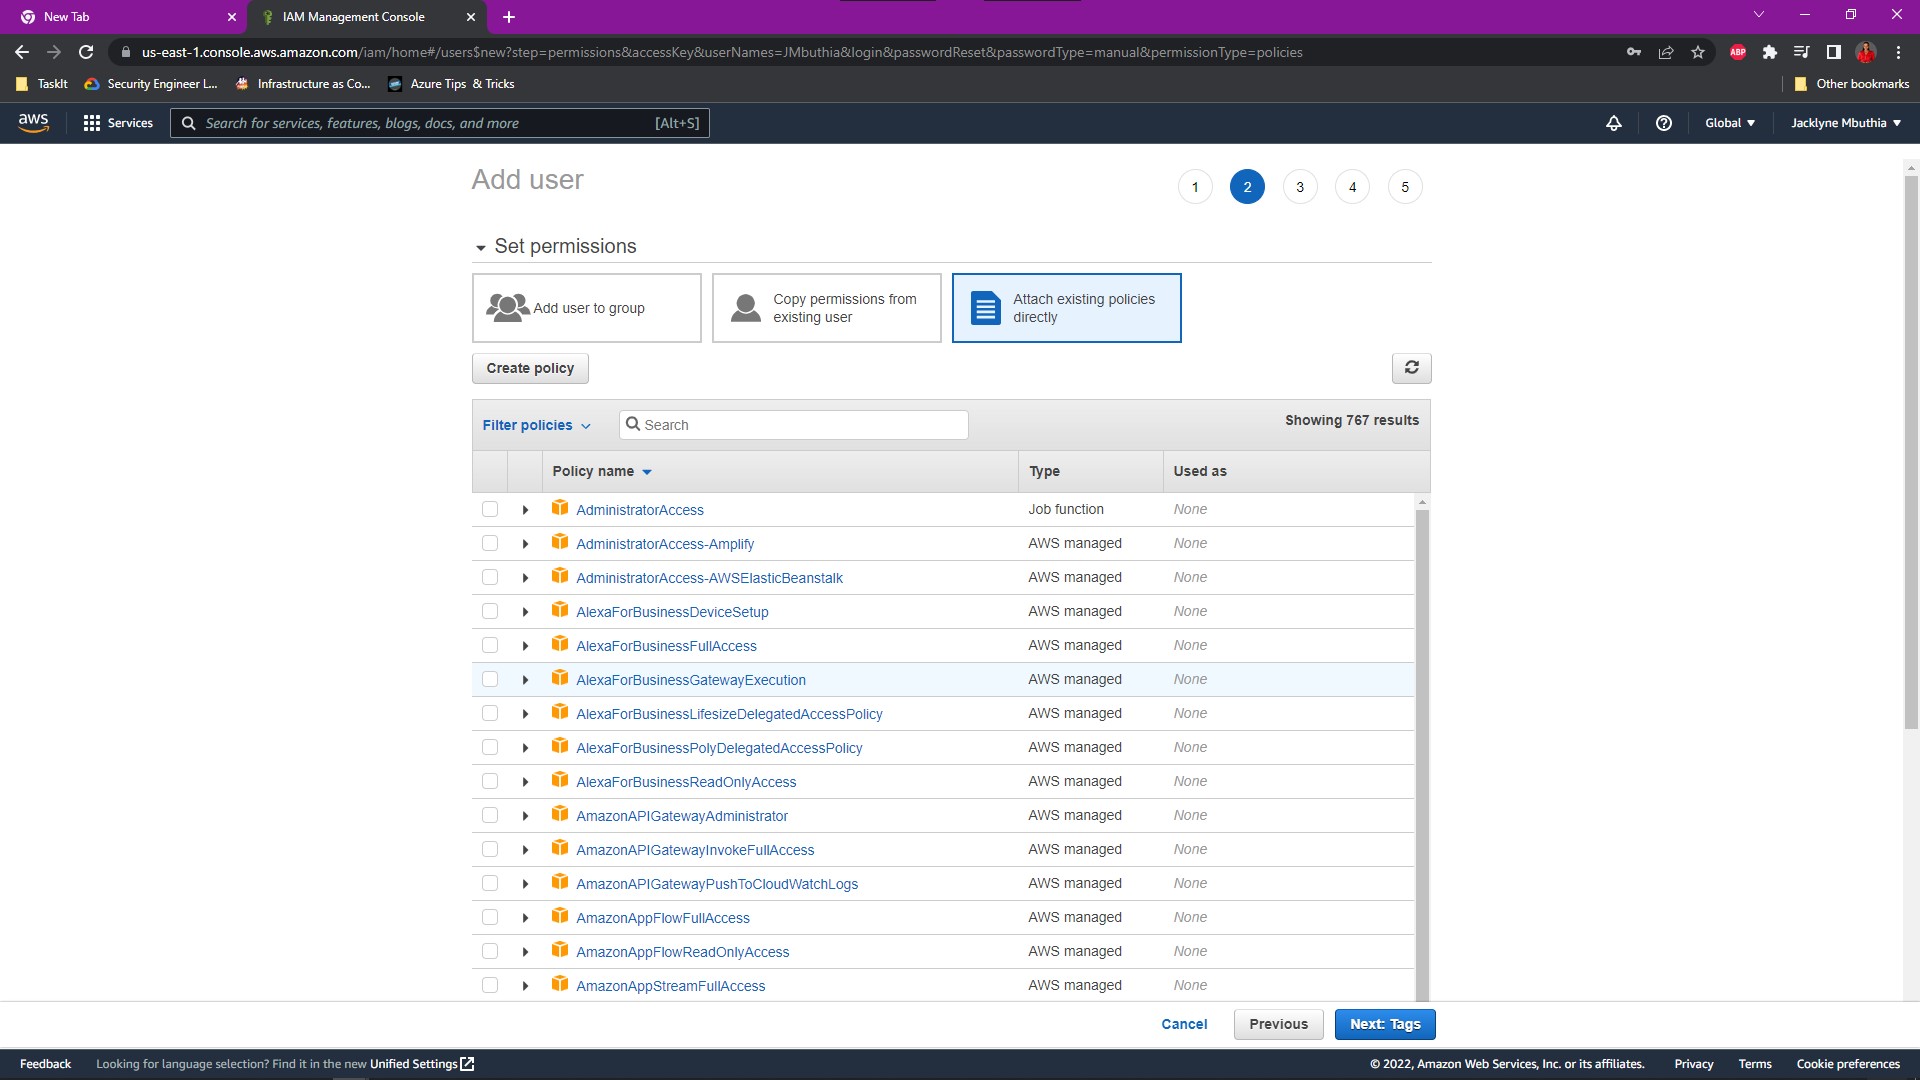 New Tab
IAM Management Console
us-east-1.console.aws.amazon.com/iam/home#/users$new?step=permissions&accessKey&userNames=JMbuthia&login&passwordReset&passwordType=manual&permissionType=policies
ABP
TaskIt
Security Engineer L...
Infrastructure as Co...
Azure Tips & Tricks
Other bookmarks
aws
Services
Search for services, features, blogs, docs, and more [Alt+S]
Global
Jacklyne Mbuthia
Add user
1 2 3 4 5
Set permissions
Add user to group
Copy permissions from
existing user
Attach existing policies
directly
Create policy
Filter policies
Search
Showing 767 results
Policy name Type Used as
AdministratorAccess Job function None
AdministratorAccess-Amplify AWS managed None
AdministratorAccess-AWSElasticBeanstalk AWS managed None
AlexaForBusinessDeviceSetup AWS managed None
AlexaForBusinessFullAccess AWS managed None
AlexaForBusinessGatewayExecution AWS managed None
AlexaForBusinessLifesizeDelegatedAccessPolicy AWS managed None
AlexaForBusinessPolyDelegatedAccessPolicy AWS managed None
AlexaForBusinessReadOnlyAccess AWS managed None
AmazonAPIGatewayAdministrator AWS managed None
AmazonAPIGatewayInvokeFullAccess AWS managed None
AmazonAPIGatewayPushToCloudWatchLogs AWS managed None
AmazonAppFlowFullAccess AWS managed None
AmazonAppFlowReadOnlyAccess AWS managed None
AmazonAppStreamFullAccess AWS managed None
Cancel
Previous
Next: Tags
Feedback
Looking for language selection? Find it in the new Unified Settings
© 2022, Amazon Web Services, Inc. or its affiliates.
Privacy
Terms
Cookie preferences